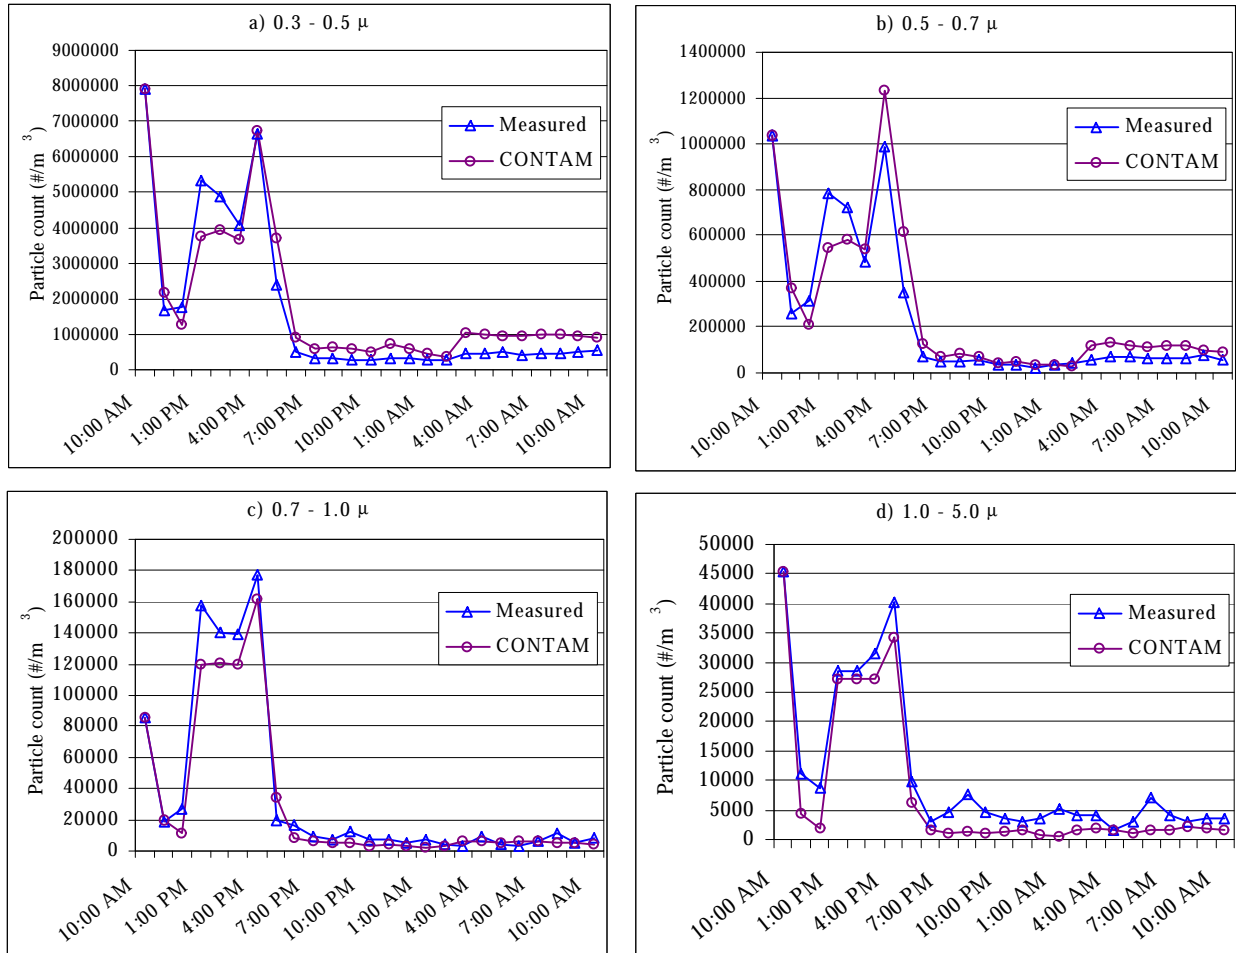 a) 0.3 - 0.5 μ
9000000
8000000
7000000
6000000
5000000
4000000
3000000
2000000
1000000
0
Particle count (#/m 3)
Measured
CONTAM
10:00 AM
1:00 PM
4:00 PM
7:00 PM
10:00 PM
1:00 AM
4:00 AM
7:00 AM
10:00 AM
b) 0.5 - 0.7 μ
1400000
1200000
1000000
800000
600000
400000
200000
0
Particle count (#/m 3)
Measured
CONTAM
10:00 AM
1:00 PM
4:00 PM
7:00 PM
10:00 PM
1:00 AM
4:00 AM
7:00 AM
10:00 AM
c) 0.7 - 1.0 μ
200000
180000
160000
140000
120000
100000
80000
60000
40000
20000
0
Particle count (#/m 3)
Measured
CONTAM
10:00 AM
1:00 PM
4:00 PM
7:00 PM
10:00 PM
1:00 AM
4:00 AM
7:00 AM
10:00 AM
d) 1.0 - 5.0 μ
50000
45000
40000
35000
30000
25000
20000
15000
10000
5000
0
Particle count (#/m 3)
Measured
CONTAM
10:00 AM
1:00 PM
4:00 PM
7:00 PM
10:00 PM
1:00 AM
4:00 AM
7:00 AM
10:00 AM